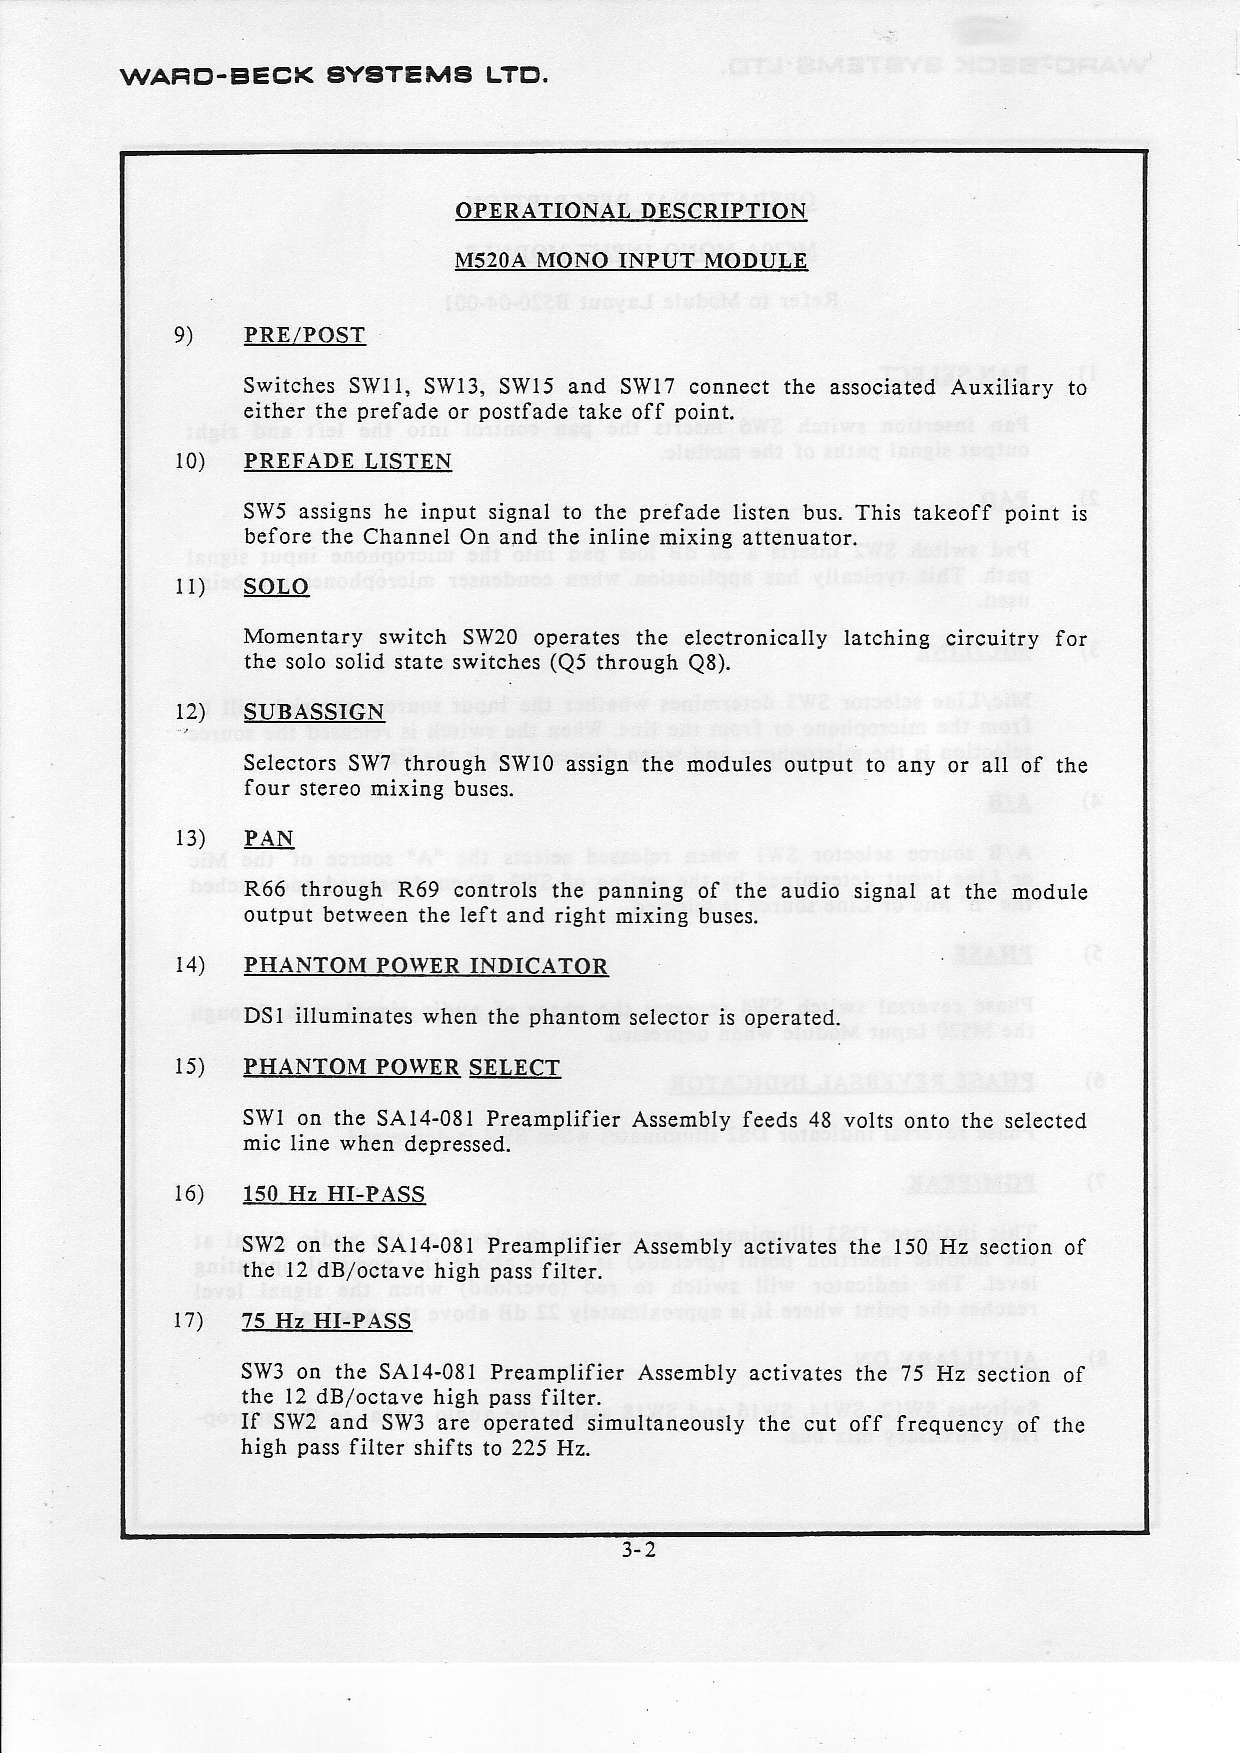 WARD-BECK SYSTEMS LTD.
OPERATIONAL DESCRIPTION
M520A MONO INPUT MODULE
9) PRE/POST
Switches SW11, SW13, SW15 and SW17 connect the associated Auxiliary to
either the prefade or postfade take off point.
10) PREFADE LISTEN
SW5 assigns he input signal to the prefade listen bus. This takeoff point is
before the Channel On and the inline mixing attenuator.
11) SOLO
Momentary switch SW20 operates the electronically latching circuitry for
the solo solid state switches (Q5 through Q8).
12) SUBASSIGN
Selectors SW7 through SW10 assign the modules output to any or all of the
four stereo mixing buses.
13) PAN
R66 through R69 controls the panning of the audio signal at the module
output between the left and right mixing buses.
14) PHANTOM POWER INDICATOR
DS1 illuminates when the phantom selector is operated.
15) PHANTOM POWER SELECT
SW1 on the SA14-081 Preamplifier Assembly feeds 48 volts onto the selected
mic line when depressed.
16) 150 Hz HI-PASS
SW2 on the SA14-081 Preamplifier Assembly activates the 150 Hz section of
the 12 dB/octave high pass filter.
17) 75 Hz HI-PASS
SW3 on the SA14-081 Preamplifier Assembly activates the 75 Hz section of
the 12 dB/octave high pass filter.
If SW2 and SW3 are operated simultaneously the cut off frequency of the
high pass filter shifts to 225 Hz.
3-2